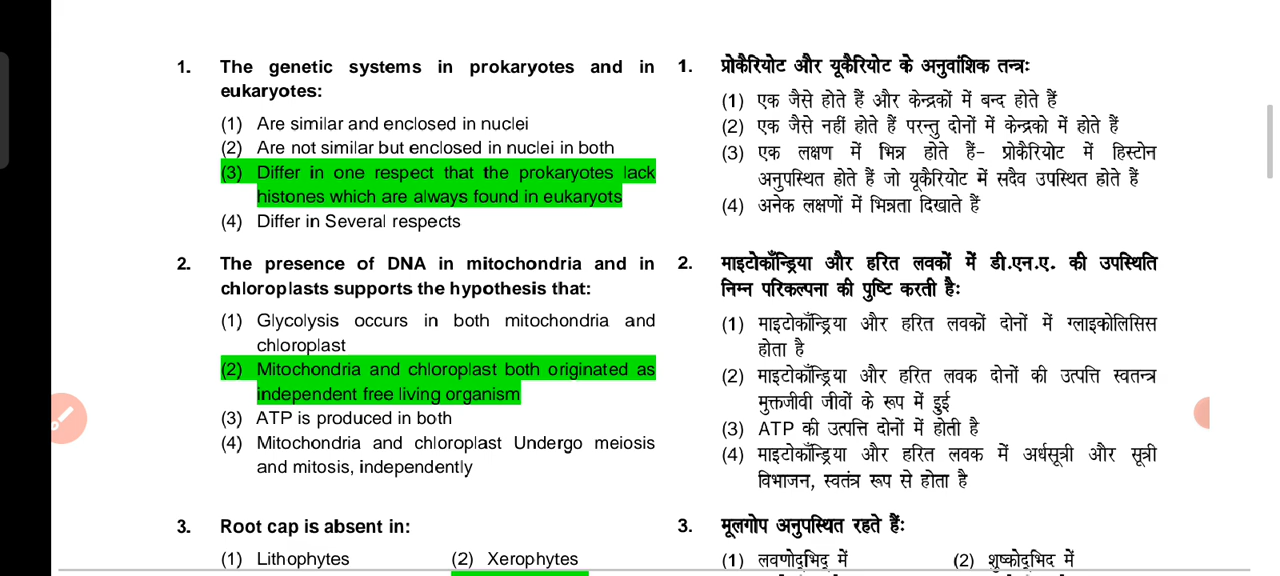 1. The genetic systems in prokaryotes and in
eukaryotes:
(1) Are similar and enclosed in nuclei
(2) Are not similar but enclosed in nuclei in both
(3) Differ in one respect that the prokaryotes lack
histones which are always found in eukaryots
(4) Differ in Several respects
2. The presence of DNA in mitochondria and in
chloroplasts supports the hypothesis that:
(1) Glycolysis occurs in both mitochondria and
chloroplast
(2) Mitochondria and chloroplast both originated as
independent free living organism
(3) ATP is produced in both
(4) Mitochondria and chloroplast Undergo meiosis
and mitosis, independently
3. Root cap is absent in:
(1) Lithophytes (2) Xerophytes
1. प्रोकैरियोट और यूकैरियोट के अनुवांशिक तन्त्रः
(1) एक जैसे होते हैं और केन्द्रकों में बन्द होते हैं
(2) एक जैसे नहीं होते हैं परन्तु दोनों में केन्द्रको में होते हैं
(3) एक लक्षण में भिन्न होते हैं– प्रोकैरियोट में हिस्टोन
अनुपस्थित होते हैं जो यूकैरियोट में सदैव उपस्थित होते हैं
(4) अनेक लक्षणों में भिन्नता दिखाते हैं
2. माइटोकॉंन्ड्रिया और हरित लवकों में डी.एन.ए. की उपस्थिति
निम्न परिकल्पना की पुष्टि करती हैः
(1) माइटोकॉंन्ड्रिया और हरित लवकों दोनों में ग्लाइकोलिसिस
होता है
(2) माइटोकॉंन्ड्रिया और हरित लवक दोनों की उत्पत्ति स्वतन्त्र
मुक्तजीवी जीवों के रूप में हुई
(3) ATP की उत्पत्ति दोनों में होती है
(4) माइटोकॉंन्ड्रिया और हरित लवक में अर्धसूत्री और सूत्री
विभाजन, स्वतंत्र रूप से होता है
3. मूलगोप अनुपस्थित रहते हैंः
(1) लवणोद्भिद् में (2) शुष्कोद्भिद में